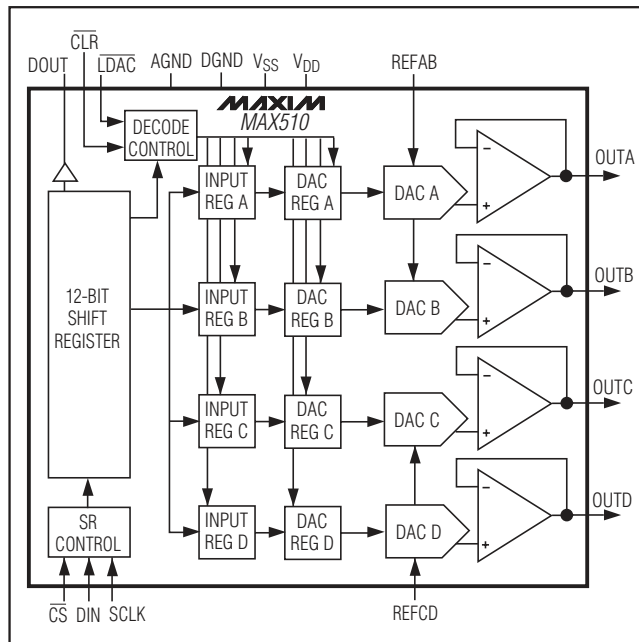 CLR
DOUT LDAC AGND DGND VSS VDD REFAB
MAXIM
MAX510
DECODE
CONTROL
INPUT
REG A
DAC
REG A
DAC A
−
+
OUTA
12-BIT
SHIFT
REGISTER
INPUT
REG B
DAC
REG B
DAC B
−
+
OUTB
INPUT
REG C
DAC
REG C
DAC C
−
+
OUTC
SR
CONTROL
INPUT
REG D
DAC
REG D
DAC D
−
+
OUTD
CS DIN SCLK REFCD